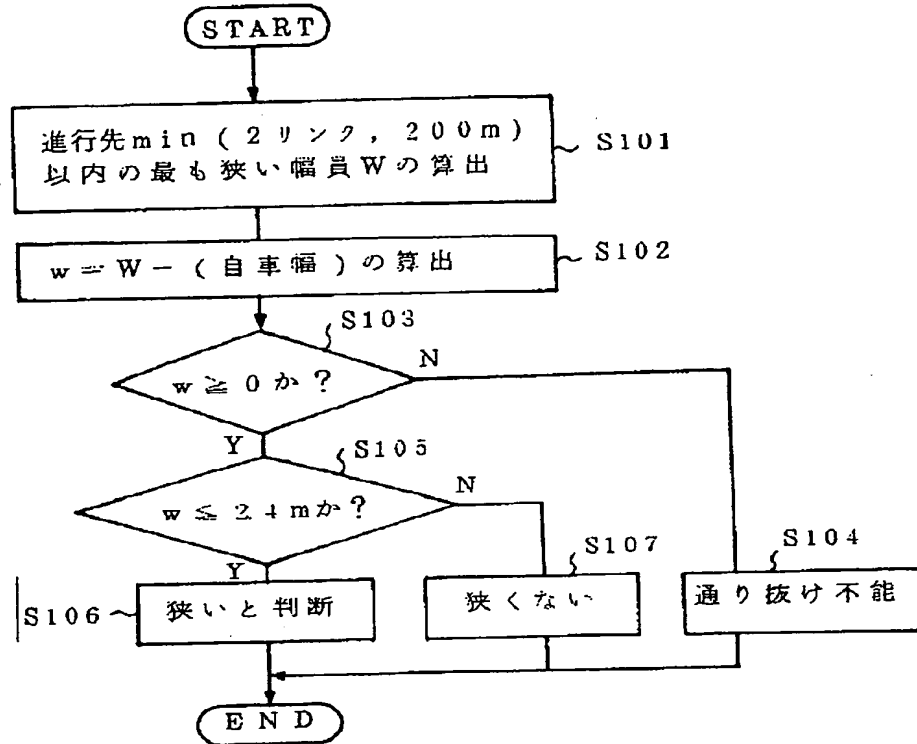 START
進行先min(2リンク,200m)
以内の最も狭い幅員Wの算出
S101
w=W-(自車幅)の算出
S102
S103
w≧0か?
N
Y
S105
w≦24mか?
N
Y
S107
S104
S106
狭いと判断
狭くない
通り抜け不能
END